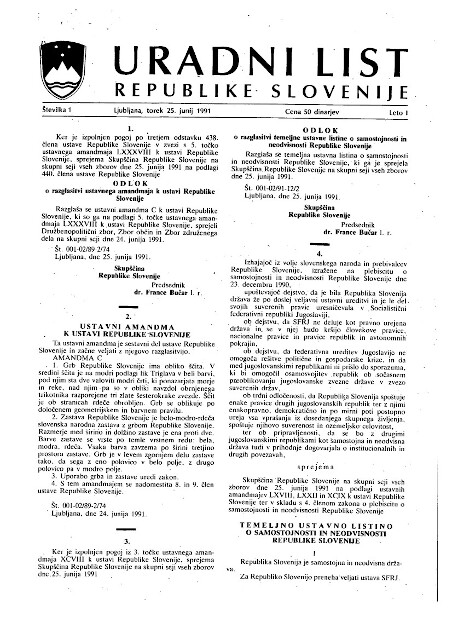 URADNI LIST
REPUBLIKE SLOVENIJE
Številka 1
Ljubljana, torek 25. junij 1991
Cena 50 dinarjev
Leto I
1.
Ker je izpolnjen pogoj po tretjem odstavku 438.
člena ustave Republike Slovenije v zvezi s 5. točko
ustavnega amandmaja LXXXVIII k ustavi Republike
Slovenije, sprejema Skupščina Republike Slovenije na
skupni seji vseh zborov dne 25. junija 1991 na podlagi
440. člena ustave Republike Slovenije
ODLOK
o razglasitvi ustavnega amandmaja k ustavi Republike
Slovenije
Razglaša se ustavni amandma C k ustavi Republike
Slovenije, ki so ga na podlagi 5. točke ustavnega amand-
maja LXXXVIII k ustavi Republike Slovenije, sprejeli
Družbenopolitični zbor, Zbor občin in Zbor združenega
dela na skupni seji dne 24. junija 1991.
Št. 001-02/89-2/74
Ljubljana, dne 25. junija 1991.
Skupščina
Republike Slovenije
Predsednik
dr. France Bučar l. r.
2.
USTAVNI AMANDMA
K USTAVI REPUBLIKE SLOVENIJE
Ta ustavni amandma je sestavni del ustave Republike
Slovenije in začne veljati z njegovo razglasitvijo.
AMANDMA C
1. Grb Republike Slovenije ima obliko ščita. V
sredini ščita je na modri podlagi lik Triglava v beli barvi,
pod njim sta dve valoviti modri črti, ki ponazarjata morje
in reke, nad njim pa so v obliki navzdol obrnjenega
trikotnika razporejene tri zlate šesterokrake zvezde. Ščit
je ob stranicah rdeče obrobljen. Grb se oblikuje po
določenem geometrijskem in barvnem pravilu.
2. Zastava Republike Slovenije je belo-modro-rdeča
slovenska narodna zastava z grbom Republike Slovenije.
Razmerje med širino in dolžino zastave je ena proti dve.
Barve zastave se vrste po temle vrstnem redu: bela,
modra, rdeča. Vsaka barva zavzema po širini tretjino
prostora zastave. Grb je v levem zgornjem delu zastave
tako, da sega z eno polovico v belo polje, z drugo
polovico pa v modro polje.
3. Uporabo grba in zastave uredi zakon.
4. S tem amandmajem se nadomestita 8. in 9. člen
ustave Republike Slovenije.
Št. 001-02/89-2/74
Ljubljana, dne 24. junija 1991.
3.
Ker je izpolnjen pogoj iz 3. točke ustavnega aman-
dmaja XCVIII k ustavi Republike Slovenije, sprejema
Skupščina Republike Slovenije na skupni seji vseh zborov
dne 25. junija 1991
ODLOK
o razglasitvi temeljne ustavne listine o samostojnosti in
neodvisnosti Republike Slovenije
Razglaša se temeljna ustavna listina o samostojnosti
in neodvisnosti Republike Slovenije, ki ga je sprejela
Skupščina Republike Slovenije na skupni seji vseh zborov
dne 25. junija 1991.
Št. 001-02/91-12/2
Ljubljana, dne 25. junija 1991.
Skupščina
Republike Slovenije
Predsednik
dr. France Bučar l. r.
4.
Izhajajoč iz volje slovenskega naroda in prebivalcev
Republike Slovenije, izražene na plebiscitu o
samostojnosti in neodvisnosti Republike Slovenije dne
23. decembra 1990,
upoštevajoč dejstvo, da je bila Republika Slovenija
država že po doslej veljavni ustavni ureditvi in je le del
svojih suverenih pravic uresničevala v Socialistični
federativni republiki Jugoslaviji,
ob dejstvu, da SFRJ ne deluje kot pravno urejena
država in se v njej hudo kršijo človekove pravice,
nacionalne pravice in pravice republik in avtonomnih
pokrajin,
ob dejstvu, da federativna ureditev Jugoslavije ne
omogoča rešitve politične in gospodarske krize, in da
med jugoslovanskimi republikami ni prišlo do sporazuma,
ki bi omogočil osamosvojitev republik ob sočasnem
preoblikovanju jugoslovanske zvezne države v zvezo
suverenih držav,
ob trdni odločenosti, da Republika Slovenija spoštuje
enake pravice drugih jugoslovanskih republik ter z njimi
enakopravno, demokratično in po mirni poti postopno
ureja vsa vprašanja iz dosedanjega skupnega življenja,
spoštuje njihovo suverenost in ozemeljsko celovitost,
ter ob pripravljenosti, da se bo z drugimi
jugoslovanskimi republikami kot samostojna in neodvisna
država tudi v prihodnje dogovarjala o institucionalnih in
drugih povezavah,
sprejema
Skupščina Republike Slovenije na skupni seji vseh
zborov dne 25. junija 1991 na podlagi ustavnih
amandmajev LXVIII, LXXII in XCIX k ustavi Republike
Slovenije ter v skladu s 4. členom zakona o plebiscitu o
samostojnosti in neodvisnosti Republike Slovenije
TEMELJNO USTAVNO LISTINO
O SAMOSTOJNOSTI IN NEODVISNOSTI
REPUBLIKE SLOVENIJE
I
Republika Slovenija je samostojna in neodvisna drža-
va.
Za Republiko Slovenijo preneha veljati ustava SFRJ.